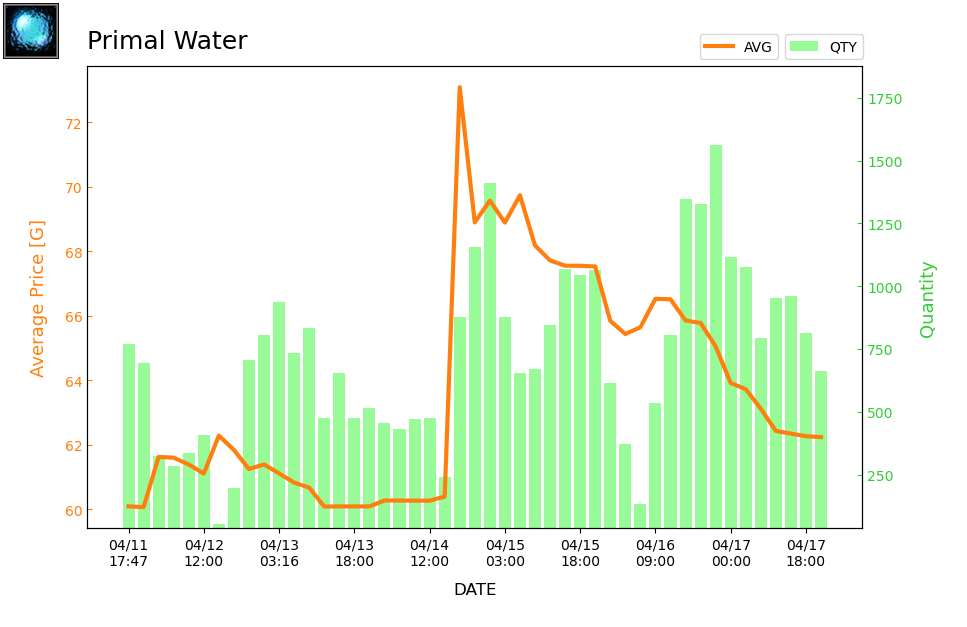 Primal Water
AVG
QTY
Average Price [G]
72
70
68
66
64
62
60
1750
1500
1250
1000
750
500
250
Quantity
04/11 04/12 04/13 04/13 04/14 04/15 04/15 04/16 04/17 04/17
17:47 12:00 03:16 18:00 12:00 03:00 18:00 09:00 00:00 18:00
DATE